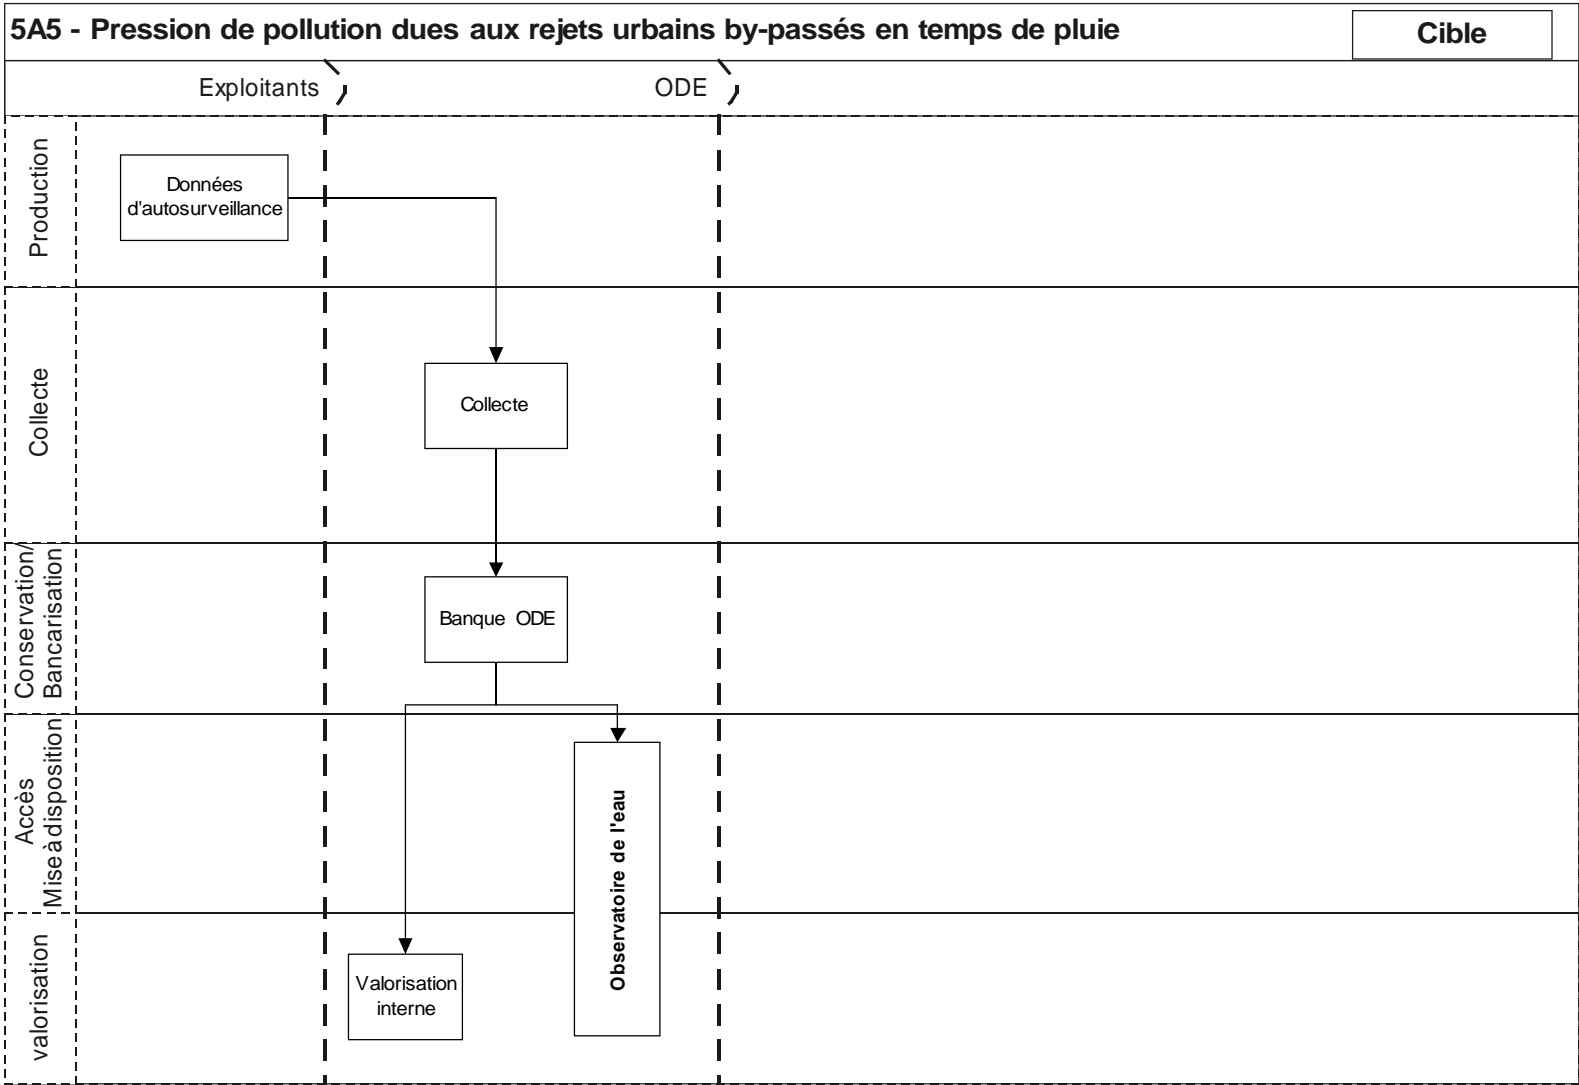 5A5 - Pression de pollution dues aux rejets urbains by-passés en temps de pluie
Cible
Exploitants
ODE
Production
Données
d'autosurveillance
Collecte
Collecte
Conservation/
Bancarisation
Banque ODE
Accès
Mise à disposition
Observatoire de l'eau
valorisation
Valorisation
interne